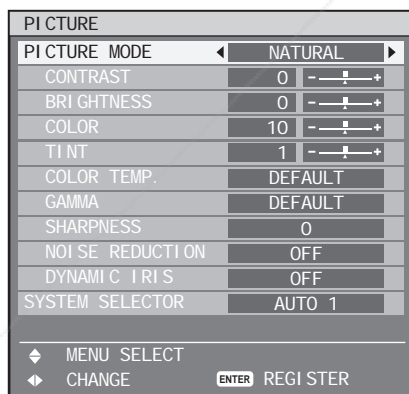 PICTURE
PICTURE MODE NATURAL
CONTRAST 0 - +
BRIGHTNESS 0 - +
COLOR 10 - +
TINT 1 - +
COLOR TEMP. DEFAULT
GAMMA DEFAULT
SHARPNESS 0
NOISE REDUCTION OFF
DYNAMIC IRIS OFF
SYSTEM SELECTOR AUTO 1
MENU SELECT
CHANGE ENTER REGISTER